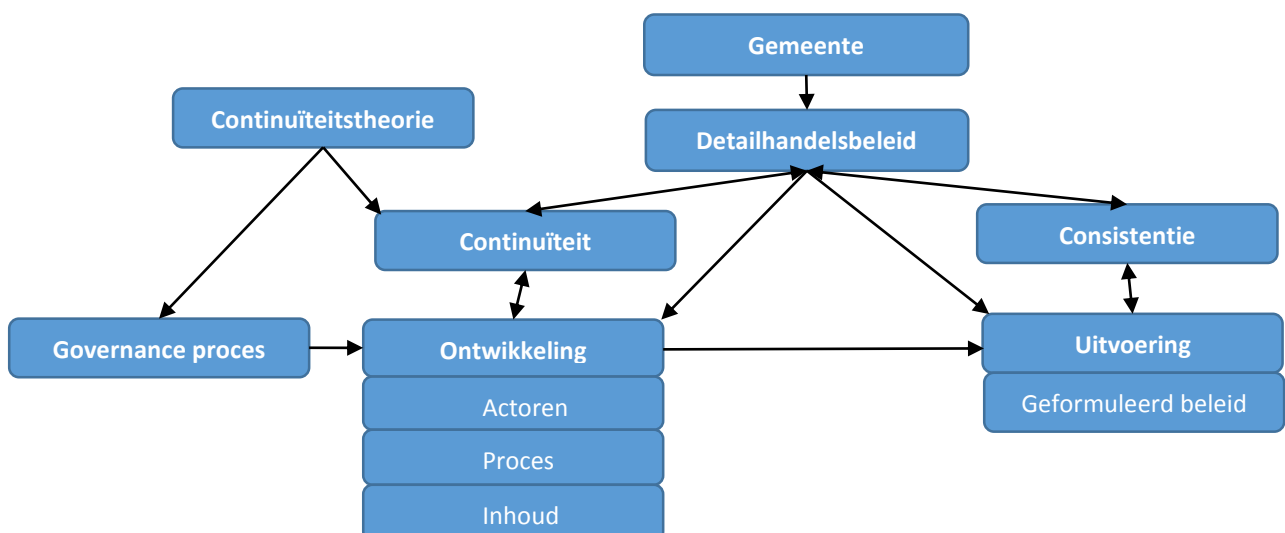 Gemeente
Continuïteitstheorie
Detailhandelsbeleid
Continuïteit
Consistentie
Governance proces
Ontwikkeling
Uitvoering
Actoren
Geformuleerd beleid
Proces
Inhoud